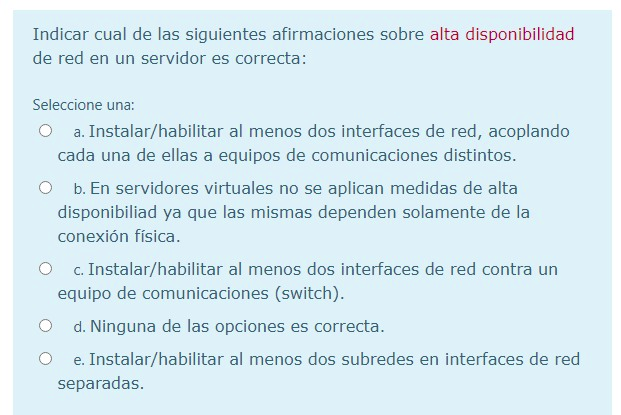 Indicar cual de las siguientes afirmaciones sobre alta disponibilidad
de red en un servidor es correcta:
Seleccione una:
a. Instalar/habilitar al menos dos interfaces de red, acoplando
cada una de ellas a equipos de comunicaciones distintos.
b. En servidores virtuales no se aplican medidas de alta
disponibiliad ya que las mismas dependen solamente de la
conexión física.
c. Instalar/habilitar al menos dos interfaces de red contra un
equipo de comunicaciones (switch).
d. Ninguna de las opciones es correcta.
e. Instalar/habilitar al menos dos subredes en interfaces de red
separadas.